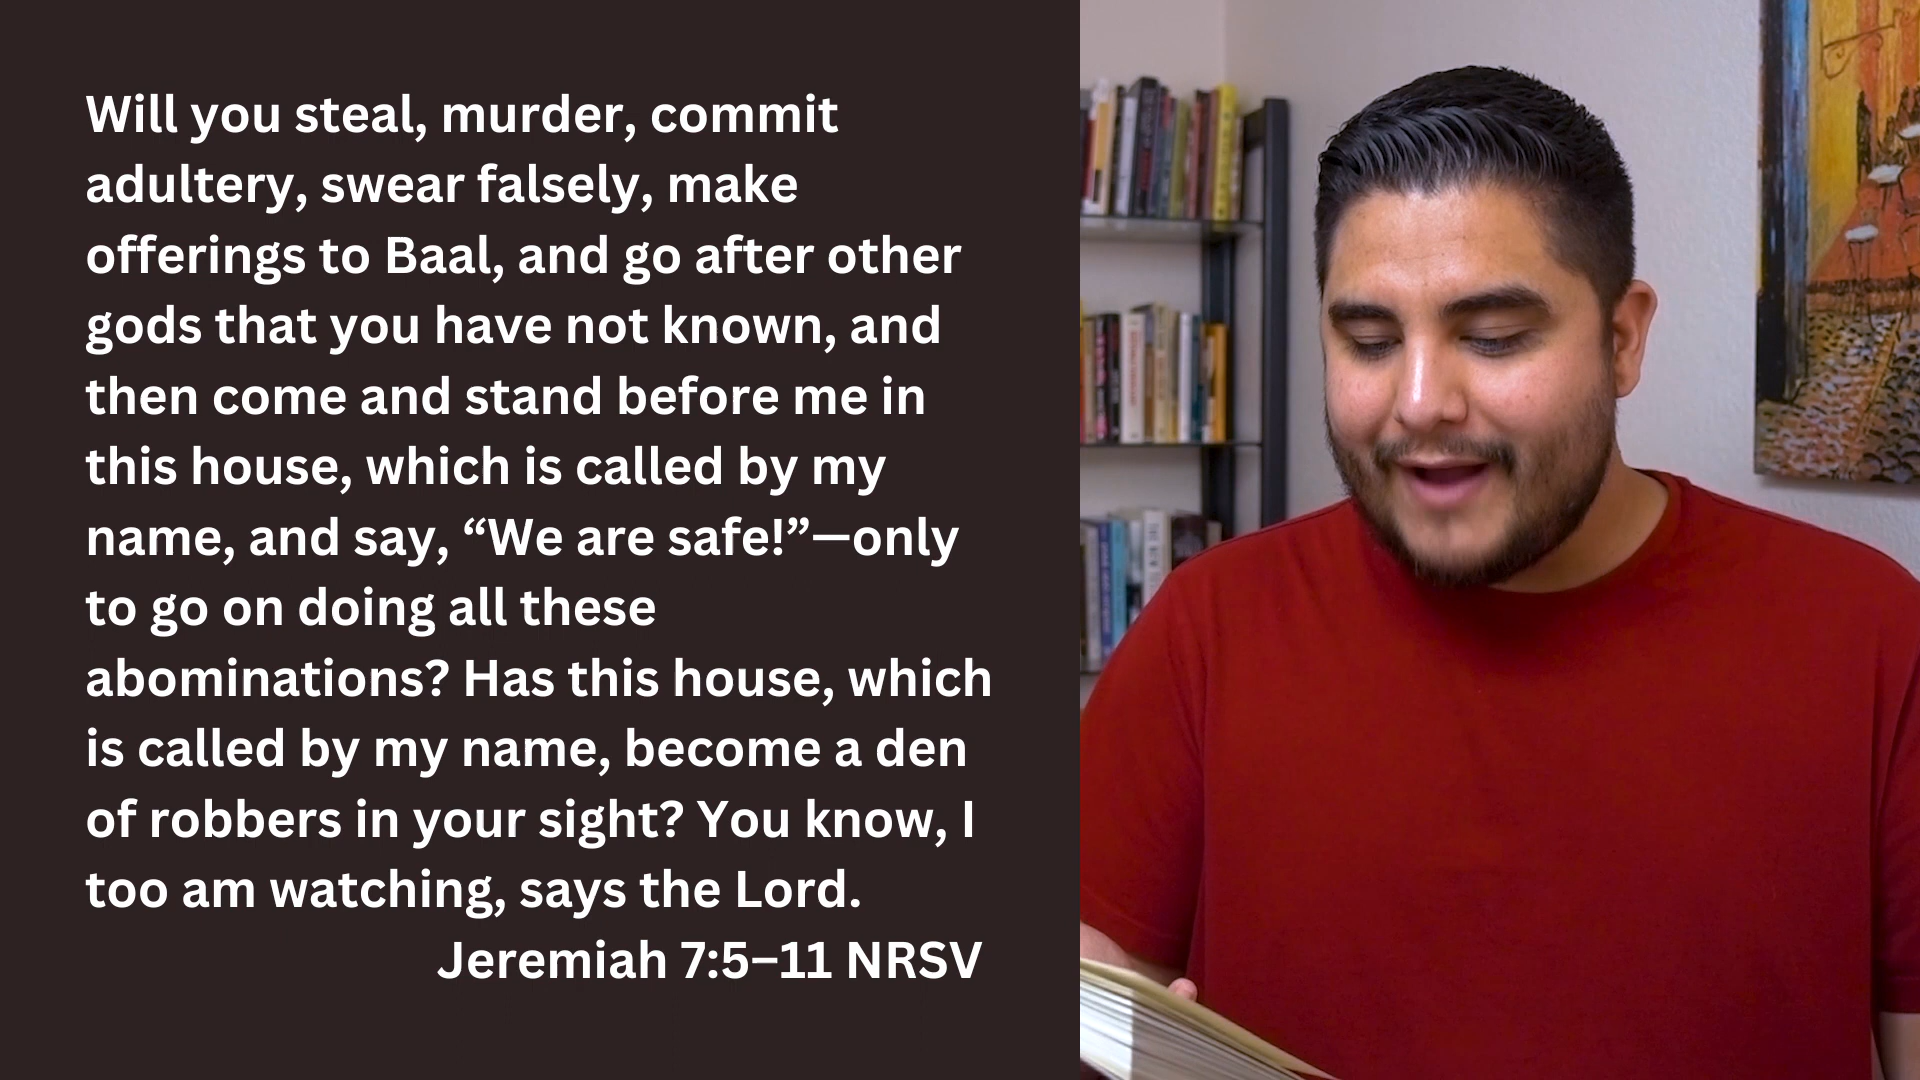 Will you steal, murder, commit
adultery, swear falsely, make
offerings to Baal, and go after other
gods that you have not known, and
then come and stand before me in
this house, which is called by my
name, and say, “We are safe!”—only
to go on doing all these
abominations? Has this house, which
is called by my name, become a den
of robbers in your sight? You know, I
too am watching, says the Lord.
Jeremiah 7:5–11 NRSV